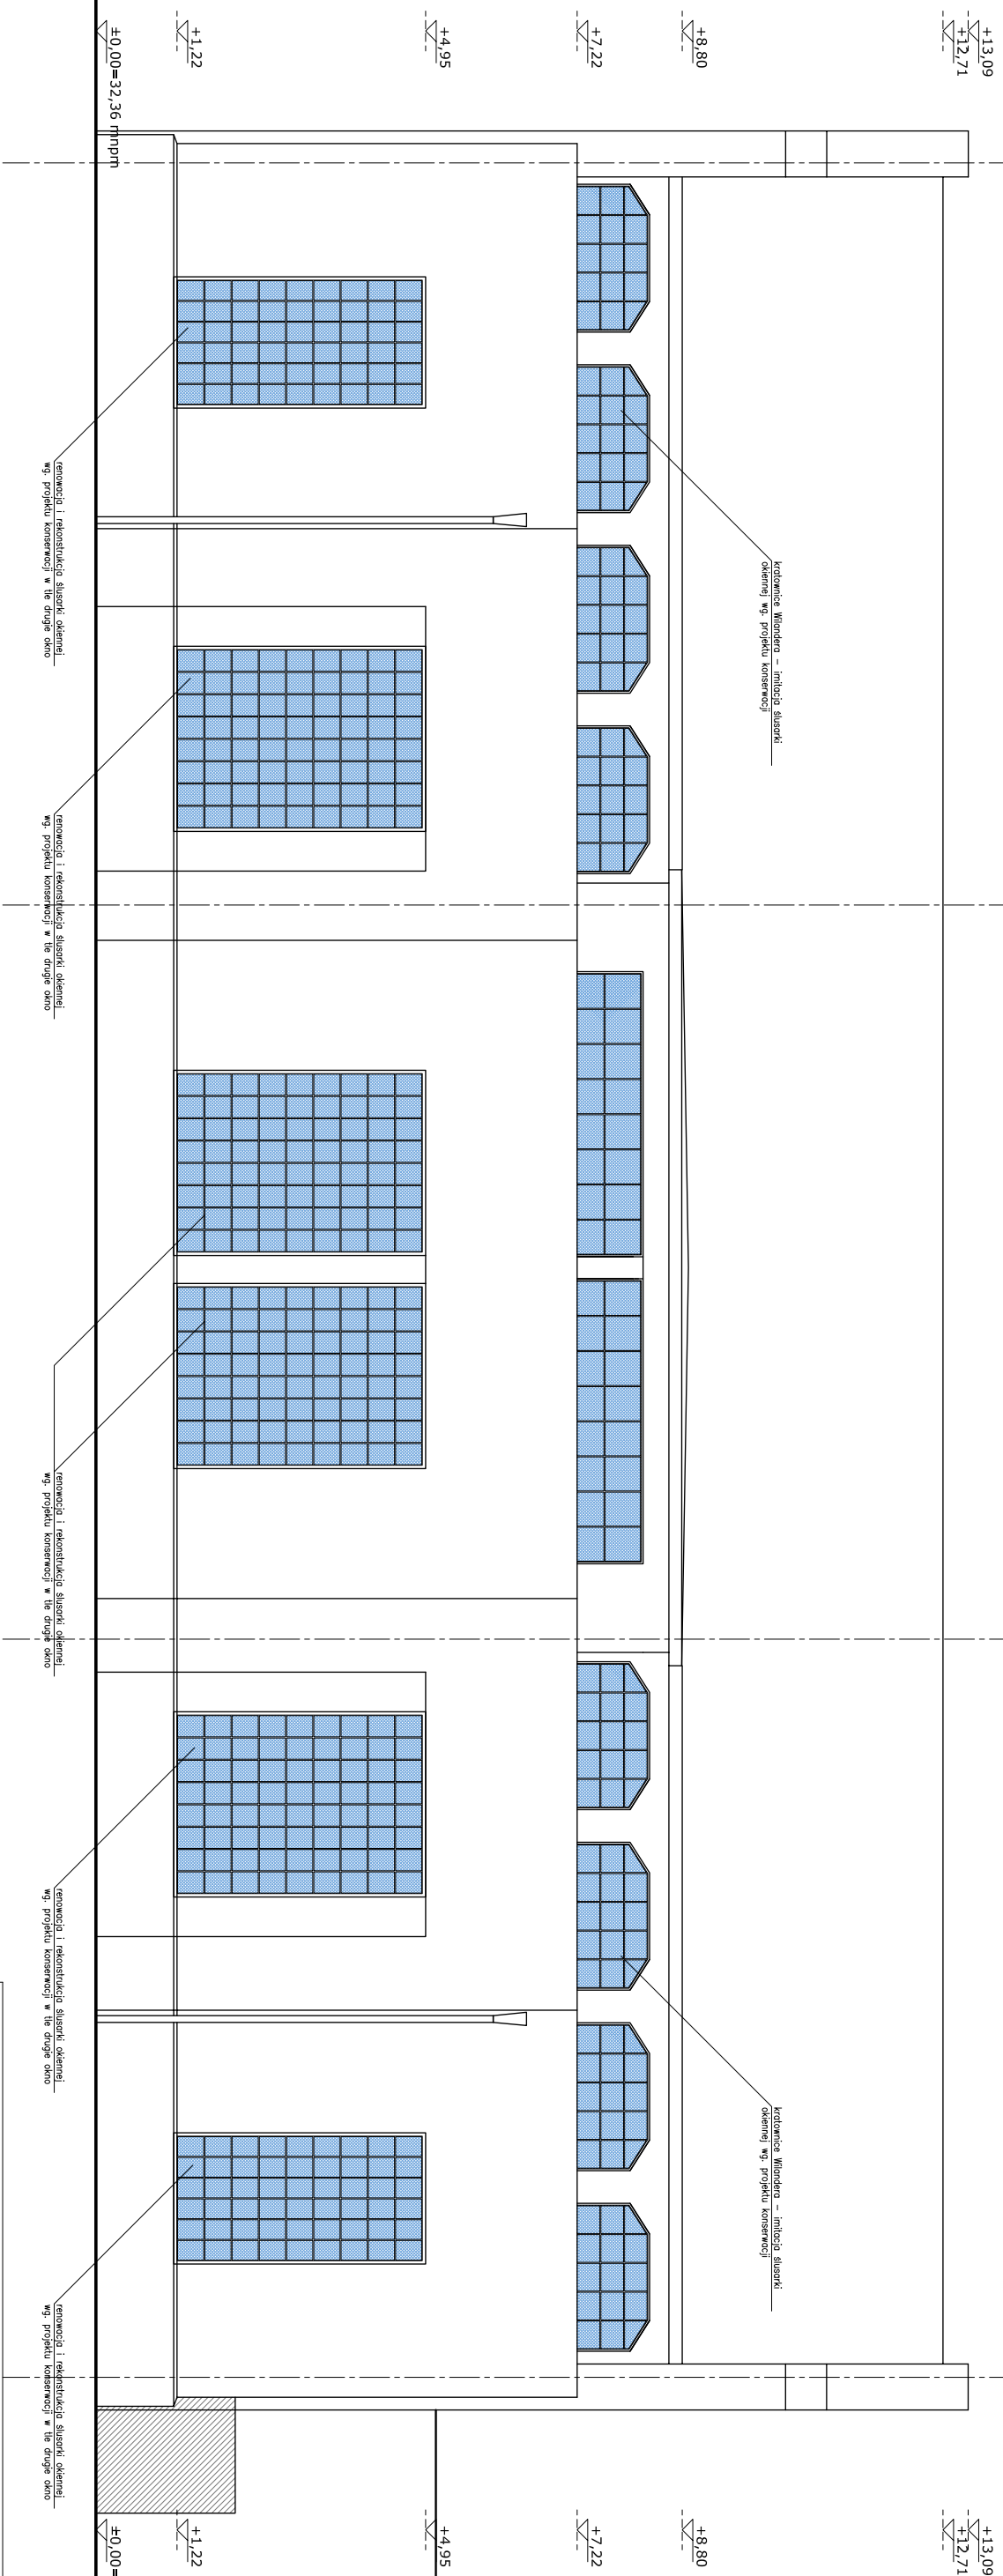 +13,09
+12,71
+8,80
+7,22
+4,95
+1,22
±0,00=32,36 mnpm
kratownice Wilandera – imitacja ślusarki
okiennej wg. projektu konserwacji
kratownice Wilandera – imitacja ślusarki
okiennej wg. projektu konserwacji
renowacja i rekonstrukcja ślusarki okiennej
wg. projektu konserwacji w tle drugie okno
renowacja i rekonstrukcja ślusarki okiennej
wg. projektu konserwacji w tle drugie okno
renowacja i rekonstrukcja ślusarki okiennej
wg. projektu konserwacji w tle drugie okno
renowacja i rekonstrukcja ślusarki okiennej
wg. projektu konserwacji w tle drugie okno
renowacja i rekonstrukcja ślusarki okiennej
wg. projektu konserwacji w tle drugie okno
+13,09
+12,71
+8,80
+7,22
+4,95
+1,22
±0,00=